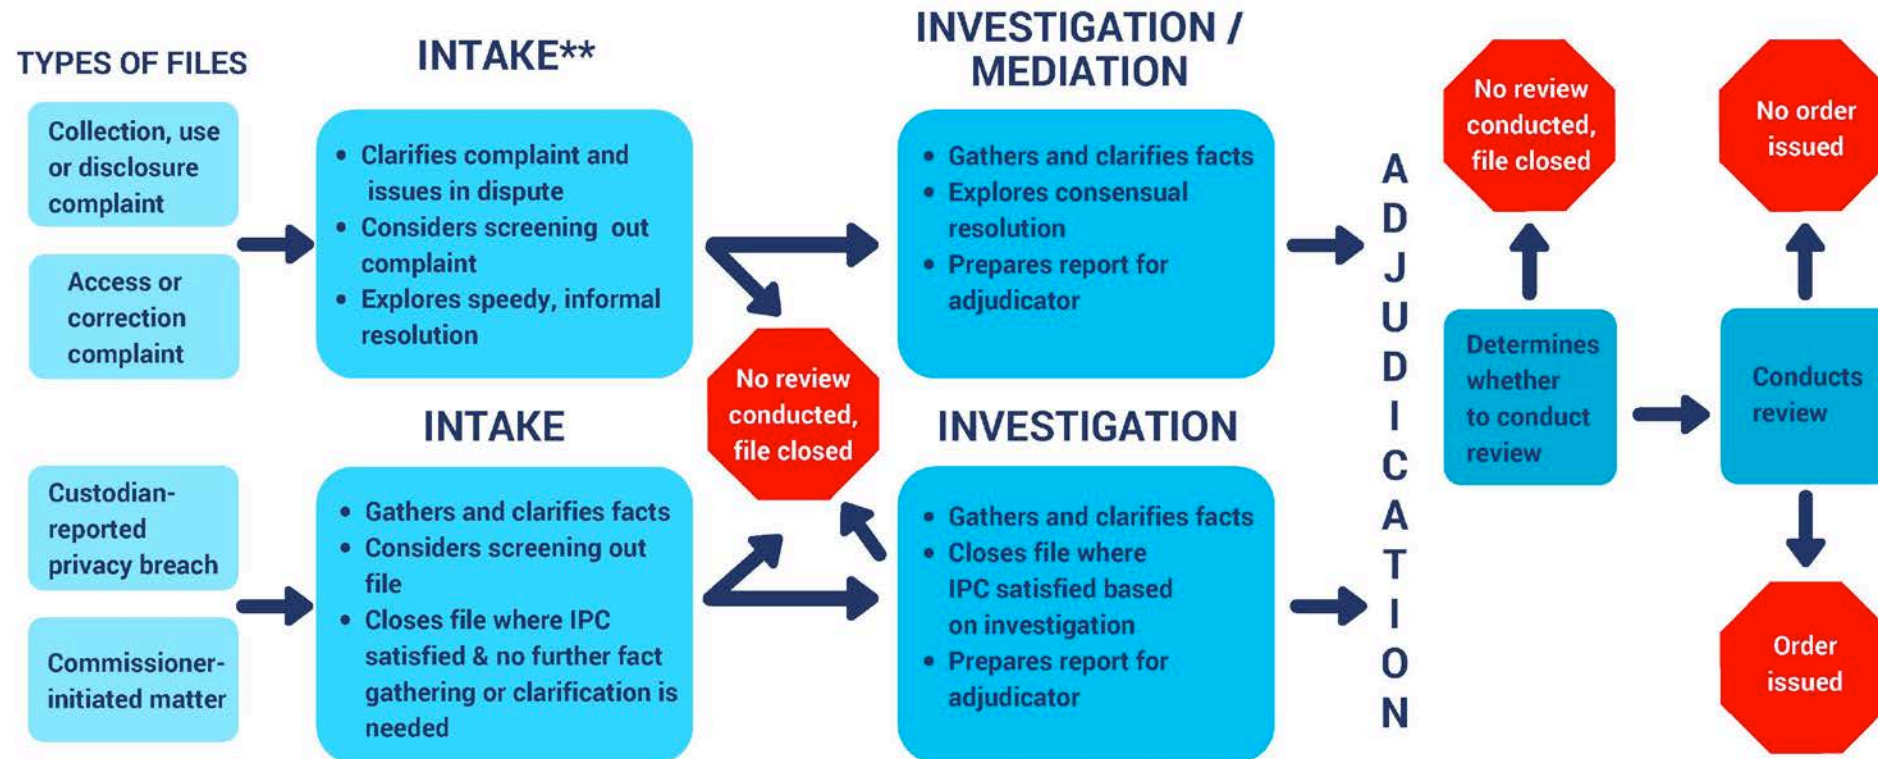 TYPES OF FILES
Collection, use
or disclosure
complaint
Access or
correction
complaint
INTAKE**
• Clarifies complaint and
issues in dispute
• Considers screening out
complaint
• Explores speedy, informal
resolution
INVESTIGATION /
MEDIATION
• Gathers and clarifies facts
• Explores consensual
resolution
• Prepares report for
adjudicator
No review
conducted,
file closed
Custodian-
reported
privacy breach
Commissioner-
initiated matter
INTAKE
• Gathers and clarifies facts
• Considers screening out
file
• Closes file where IPC
satisfied & no further fact
gathering or clarification is
needed
INVESTIGATION
• Gathers and clarifies facts
• Closes file where
IPC satisfied based
on investigation
• Prepares report for
adjudicator
A
D
J
U
D
I
C
A
T
I
O
N
No review
conducted,
file closed
Determines
whether
to conduct
review
No order
issued
Conducts
review
Order
issued